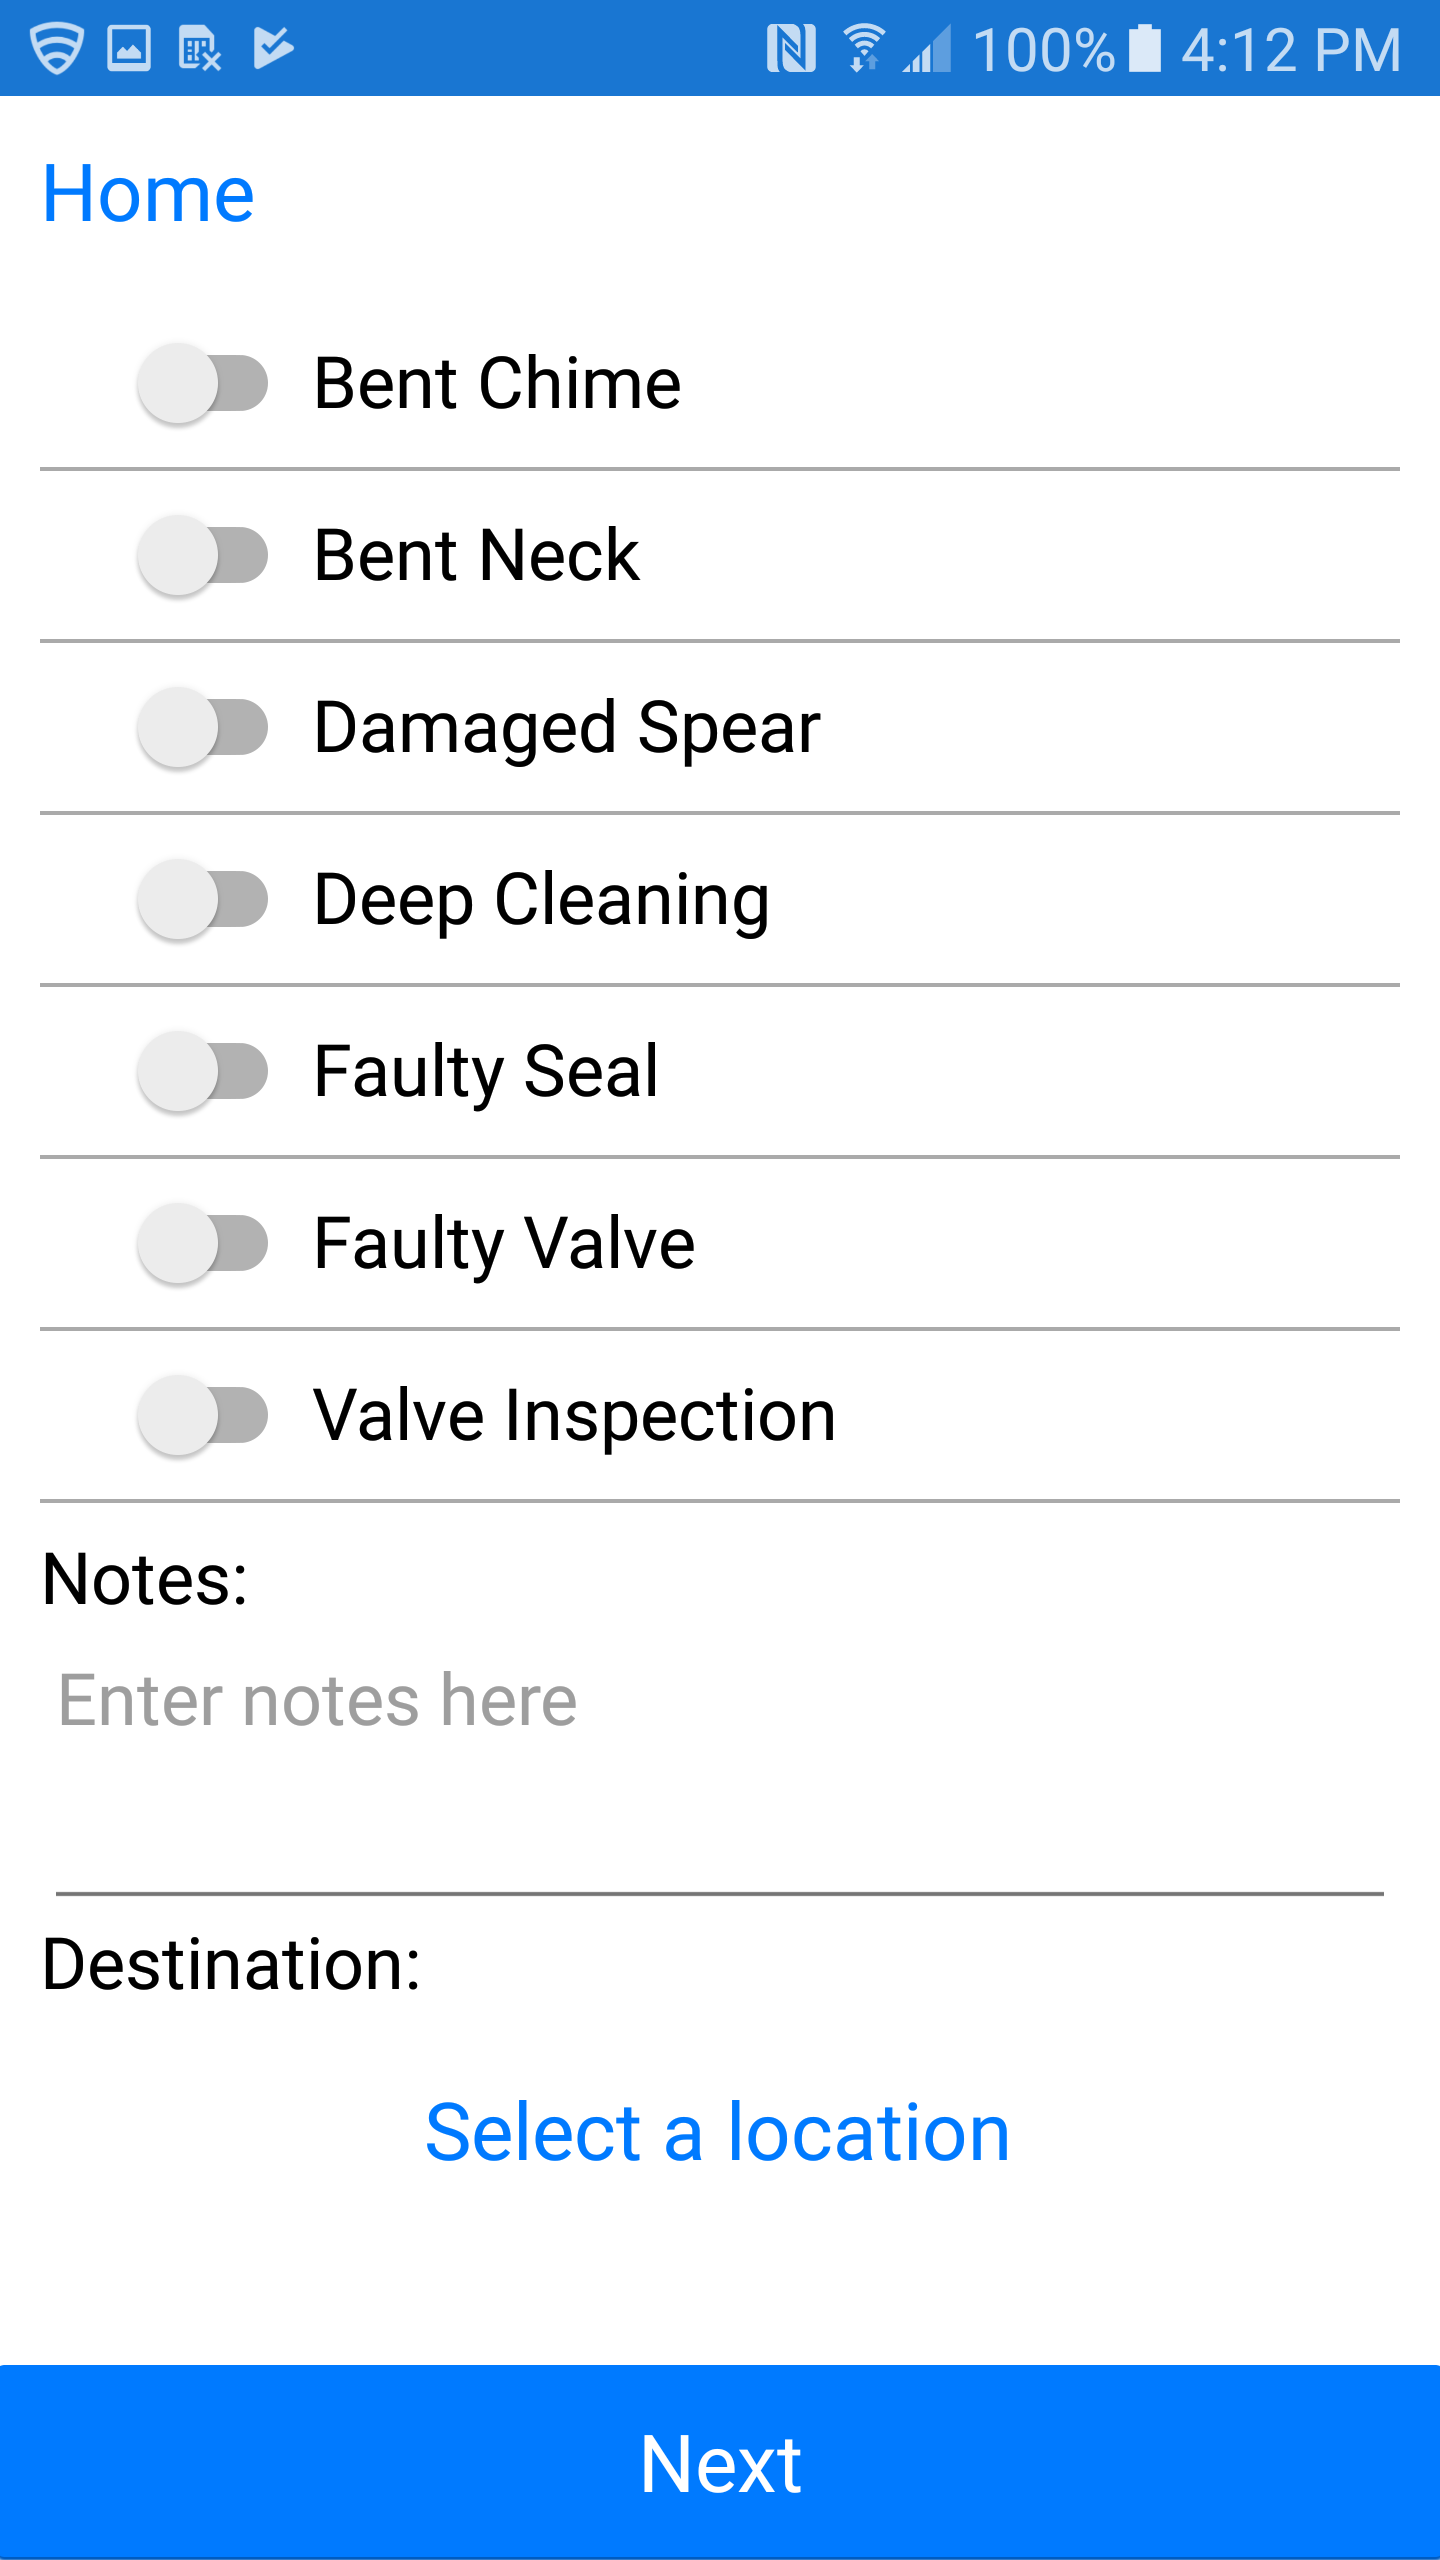 100% 4:12 PM
Home
Bent Chime
Bent Neck
Damaged Spear
Deep Cleaning
Faulty Seal
Faulty Valve
Valve Inspection
Notes:
Enter notes here
Destination:
Select a location
Next